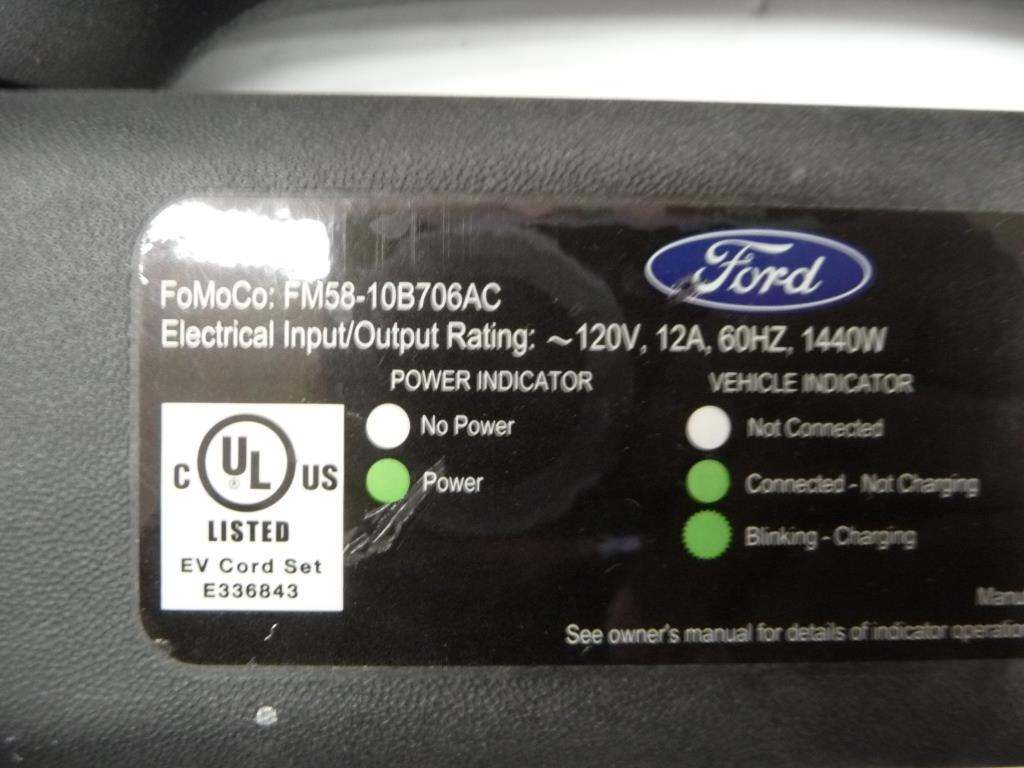 Ford
FoMoCo: FM58-10B706AC
Electrical Input/Output Rating: ~120V, 12A, 60HZ, 1440W
POWER INDICATOR
No Power
Power
VEHICLE INDICATOR
Not Connected
Connected - Not Charging
Blinking - Charging
C UL® US
LISTED
EV Cord Set
E336843
Manu
See owner's manual for details of indicator operation